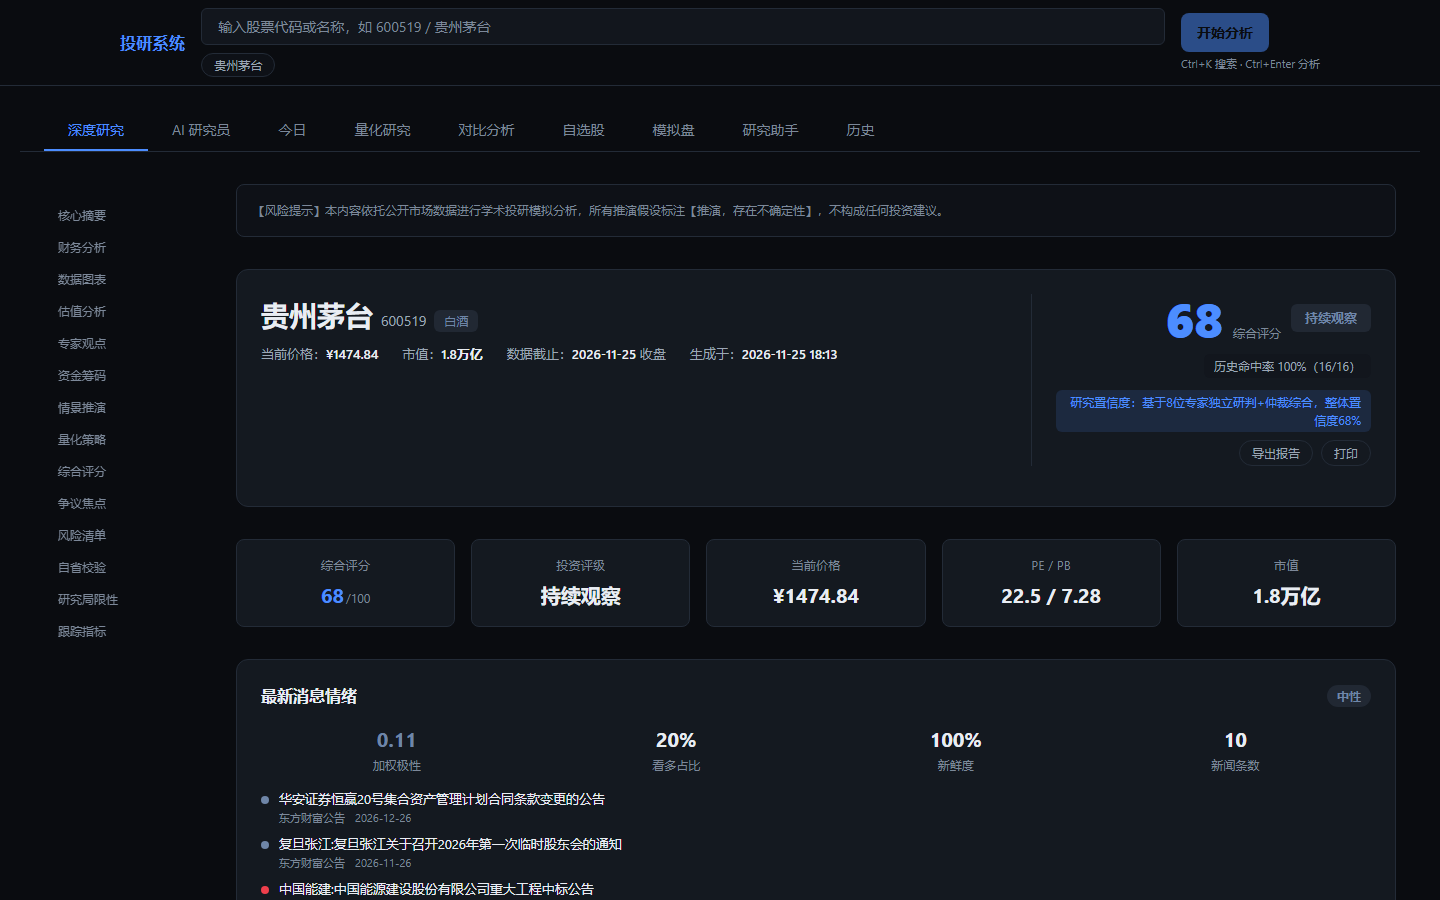 投研系统
输入股票代码或名称，如 600519 / 贵州茅台
开始分析
贵州茅台
Ctrl+K 搜索 · Ctrl+Enter 分析
深度研究 AI 研究员 今日 量化研究 对比分析 自选股 模拟盘 研究助手 历史
核心摘要
财务分析
数据图表
估值分析
专家观点
资金筹码
情景推演
量化策略
综合评分
争议焦点
风险清单
自省校验
研究局限性
跟踪指标
【风险提示】本内容依托公开市场数据进行学术投研模拟分析，所有推演假设标注【推演，存在不确定性】，不构成任何投资建议。
贵州茅台 600519 白酒
当前价格：¥1474.84 市值：1.8万亿 数据截止：2026-11-25 收盘 生成于：2026-11-25 18:13
68 综合评分 持续观察
历史命中率 100%（16/16）
研究置信度：基于8位专家独立研判+仲裁综合，整体置
信度68%
导出报告 打印
综合评分
68/100
投资评级
持续观察
当前价格
¥1474.84
PE / PB
22.5 / 7.28
市值
1.8万亿
最新消息情绪
中性
0.11
加权极性
20%
看多占比
100%
新鲜度
10
新闻条数
华安证券恒赢20号集合资产管理计划合同条款变更的公告
东方财富公告 2026-12-26
复旦张江:复旦张江关于召开2026年第一次临时股东会的通知
东方财富公告 2026-11-26
中国能建:中国能源建设股份有限公司重大工程中标公告